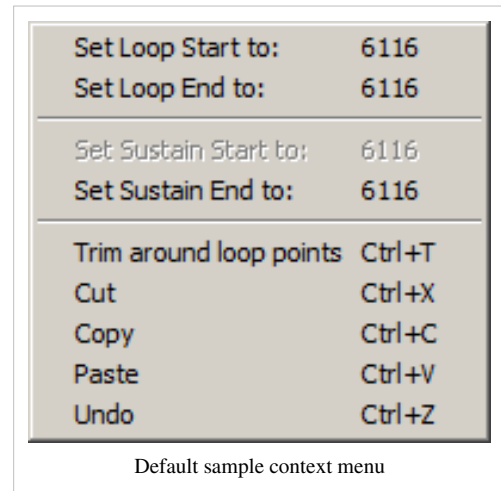 Set Loop Start to: 6116
Set Loop End to: 6116
Set Sustain Start to: 6116
Set Sustain End to: 6116
Trim around loop points Ctrl+T
Cut Ctrl+X
Copy Ctrl+C
Paste Ctrl+V
Undo Ctrl+Z
Default sample context menu